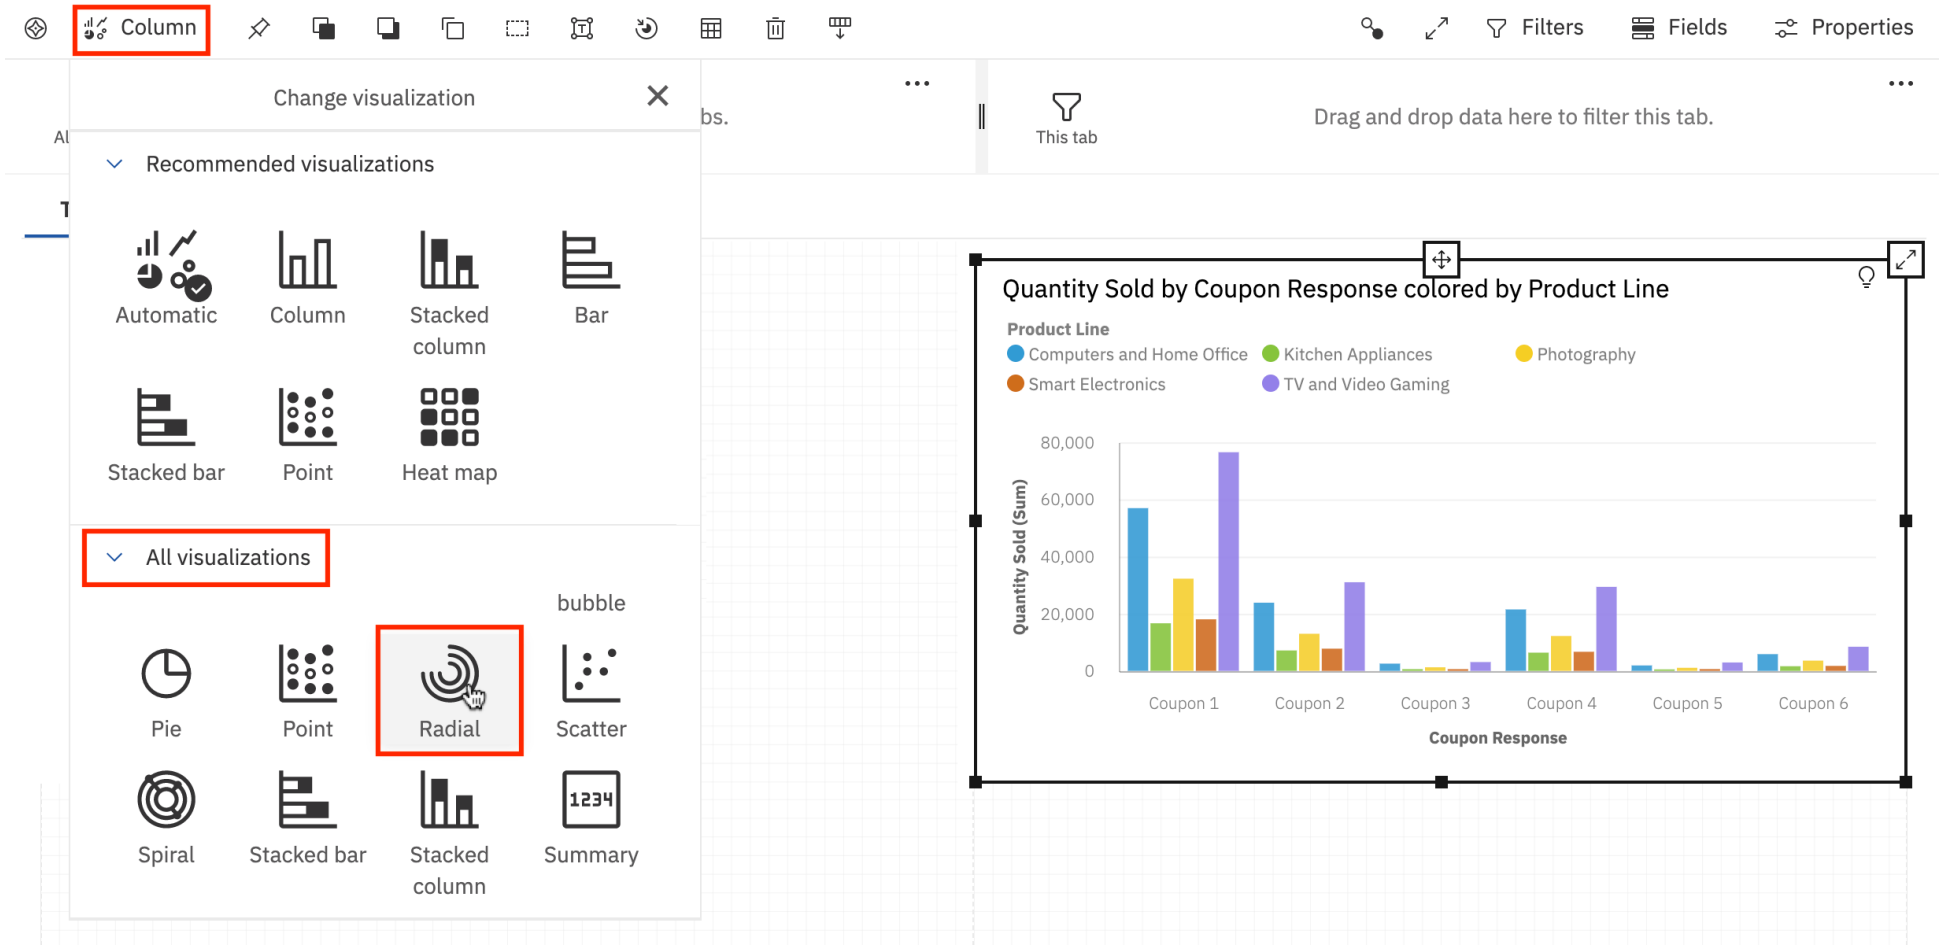 Column
Filters
Fields
Properties
Change visualization
bs.
Al
This tab
Drag and drop data here to filter this tab.
T
Recommended visualizations
Automatic
Column
Stacked
column
Bar
Stacked bar
Point
Heat map
All visualizations
bubble
Pie
Point
Radial
Scatter
Spiral
Stacked bar
Stacked
column
1234
Summary
Quantity Sold by Coupon Response colored by Product Line
Product Line
Computers and Home Office
Kitchen Appliances
Photography
Smart Electronics
TV and Video Gaming
Quantity Sold (Sum)
80,000
60,000
40,000
20,000
0
Coupon 1
Coupon 2
Coupon 3
Coupon 4
Coupon 5
Coupon 6
Coupon Response